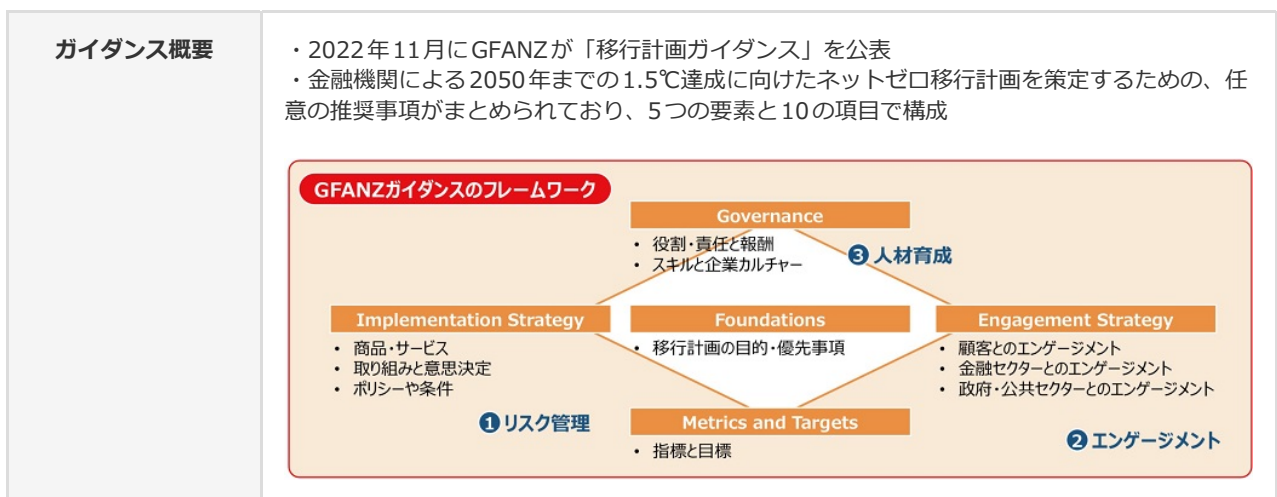 ガイダンス概要
・2022年11月にGFANZが「移行計画ガイダンス」を公表
・金融機関による2050年までの1.5℃達成に向けたネットゼロ移行計画を策定するための、任
意の推奨事項がまとめられており、5つの要素と10の項目で構成
GFANZガイダンスのフレームワーク
Governance
• 役割・責任と報酬
• スキルと企業カルチャー
❸ 人材育成
Implementation Strategy
• 商品・サービス
• 取り組みと意思決定
• ポリシーや条件
❶ リスク管理
Foundations
• 移行計画の目的・優先事項
Engagement Strategy
• 顧客とのエンゲージメント
• 金融セクターとのエンゲージメント
• 政府・公共セクターとのエンゲージメント
❷ エンゲージメント
Metrics and Targets
• 指標と目標